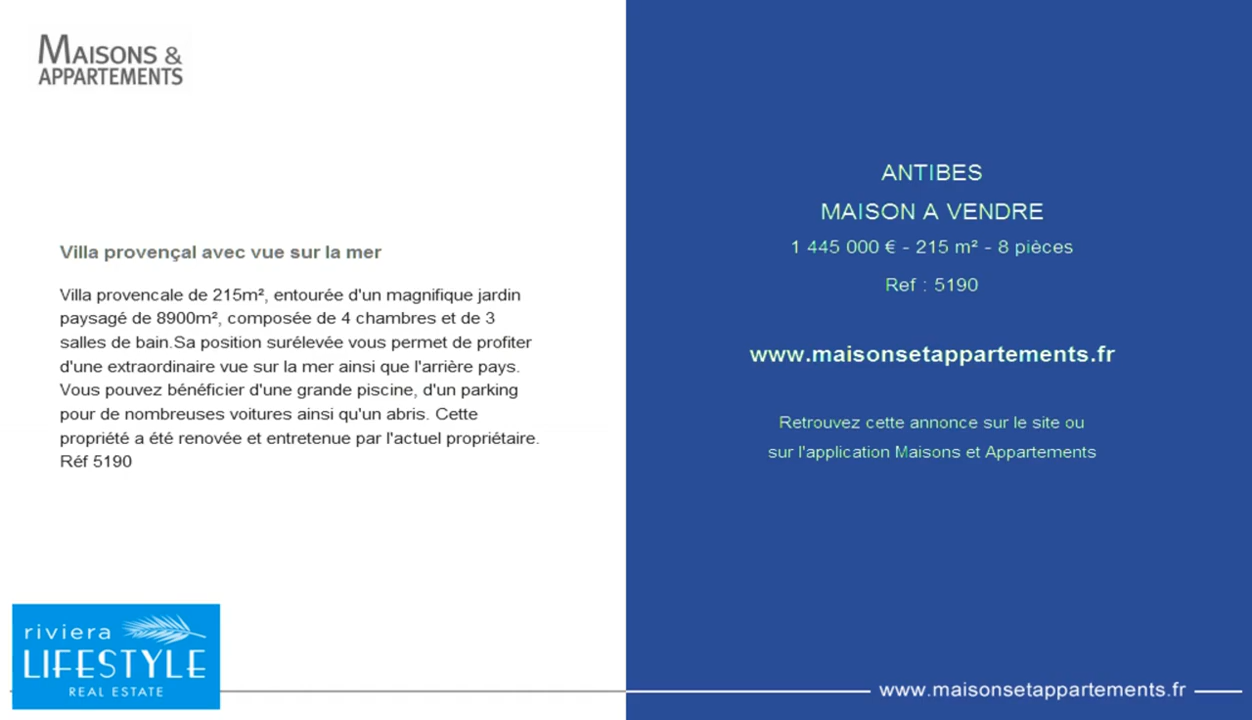 MAISONS &
APPARTEMENTS
Villa provençal avec vue sur la mer
Villa provencale de 215m², entourée d'un magnifique jardin
paysagé de 8900m², composée de 4 chambres et de 3
salles de bain.Sa position surélevée vous permet de profiter
d'une extraordinaire vue sur la mer ainsi que l'arrière pays.
Vous pouvez bénéficier d'une grande piscine, d'un parking
pour de nombreuses voitures ainsi qu'un abris. Cette
propriété a été renovée et entretenue par l'actuel propriétaire.
Réf 5190
ANTIBES
MAISON A VENDRE
1 445 000 € - 215 m² - 8 pièces
Ref : 5190
www.maisonsetappartements.fr
Retrouvez cette annonce sur le site ou
sur l'application Maisons et Appartements
riviera
LIFESTYLE
REAL ESTATE
www.maisonsetappartements.fr